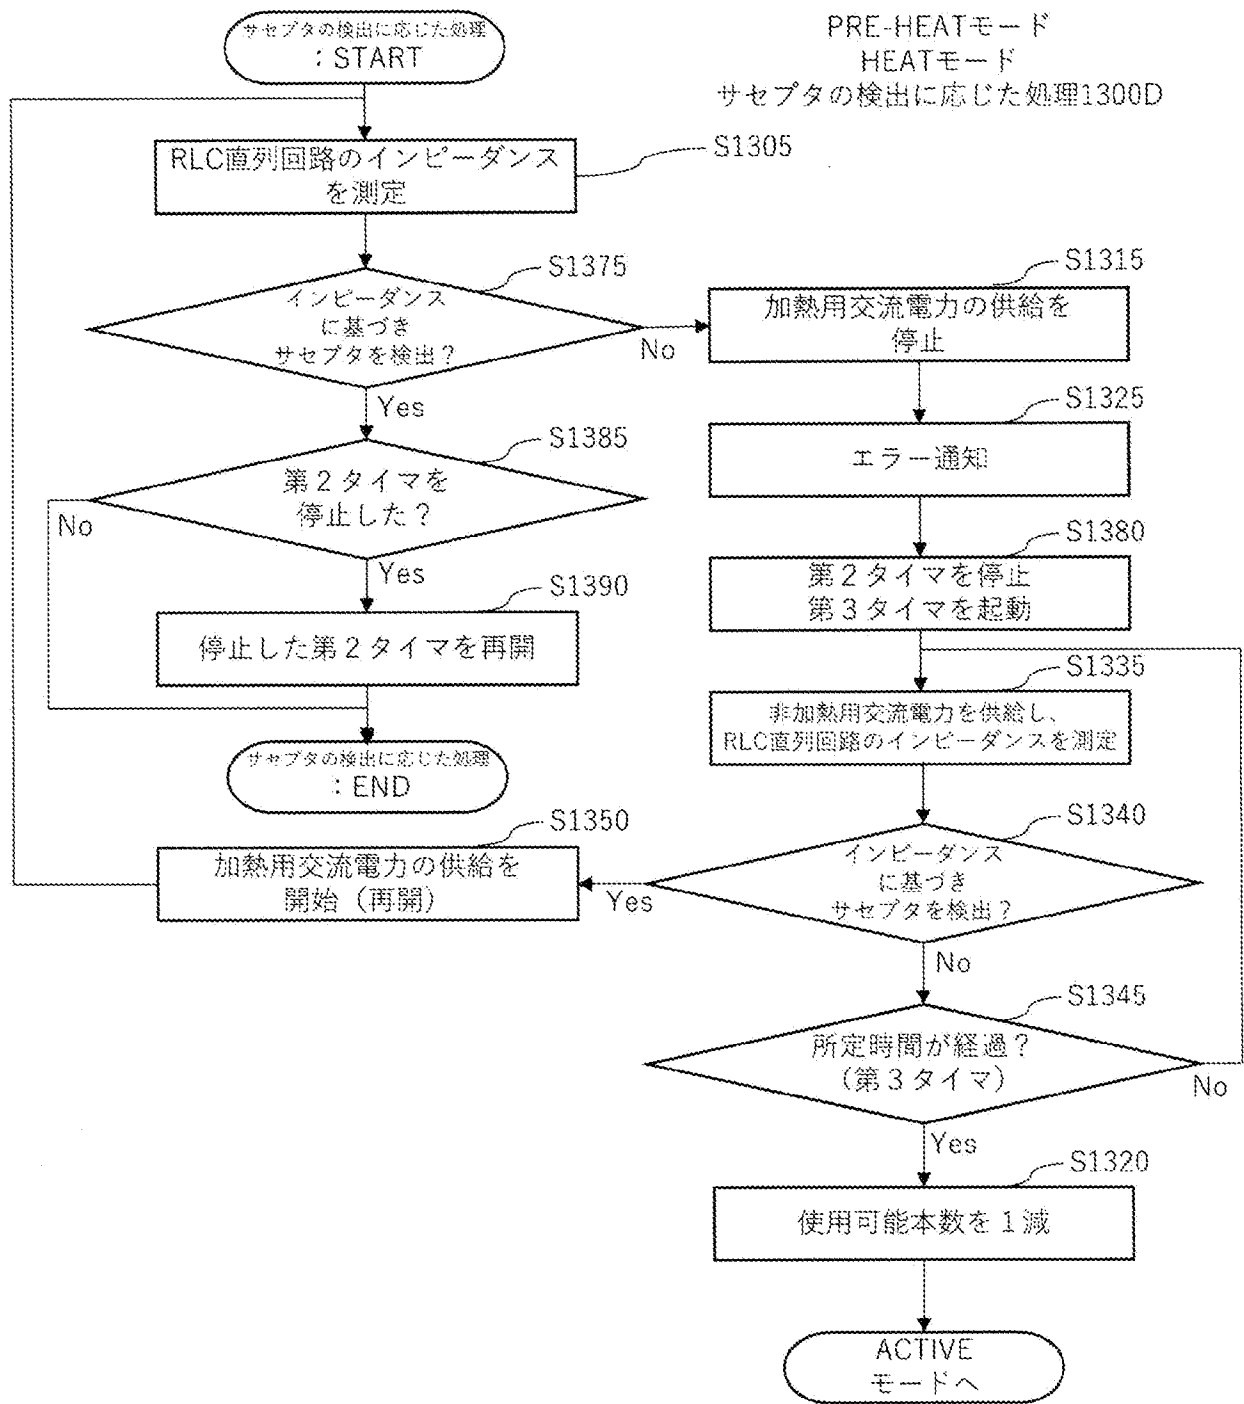 サセプタの検出に応じた処理
：START
PRE-HEATモード
HEATモード
サセプタの検出に応じた処理1300D
RLC直列回路のインピーダンス
を測定
S1305
インピーダンス
に基づき
サセプタを検出？
S1375
No
Yes
加熱用交流電力の供給を
停止
S1315
エラー通知
S1325
第２タイマを
停止した？
S1385
No
Yes
第２タイマを停止
第３タイマを起動
S1380
停止した第２タイマを再開
S1390
非加熱用交流電力を供給し、
RLC直列回路のインピーダンスを測定
S1335
サセプタの検出に応じた処理
：END
加熱用交流電力の供給を
開始（再開）
S1350
インピーダンス
に基づき
サセプタを検出？
S1340
Yes
No
所定時間が経過？
（第３タイマ）
S1345
No
Yes
使用可能本数を１減
S1320
ACTIVE
モードへ